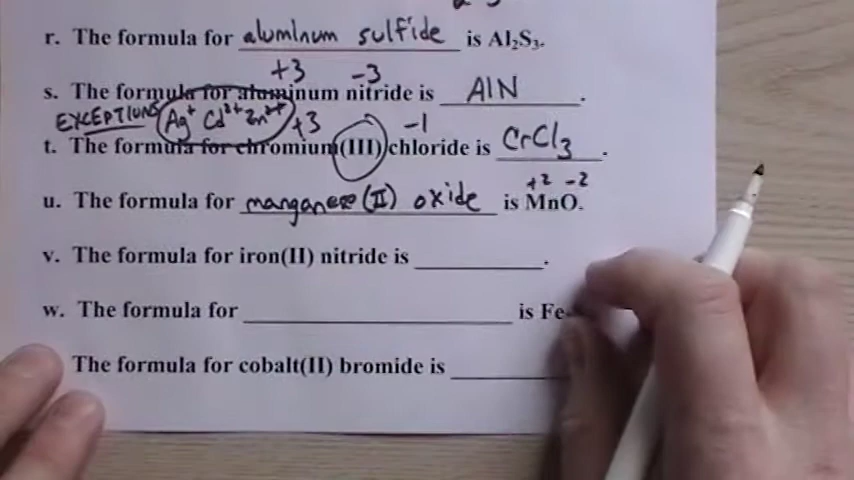 r. The formula for aluminum sulfide is Al₂S₃.
+3 -3
s. The formula for aluminum nitride is AlN.
EXCEPTIONS Ag⁺ Cd²⁺ Zn²⁺ +3 -1
t. The formula for chromium(III) chloride is CrCl₃.
+2 -2
u. The formula for manganese(II) oxide is MnO.
v. The formula for iron(II) nitride is ________.
w. The formula for ________ is Fe
The formula for cobalt(II) bromide is ________